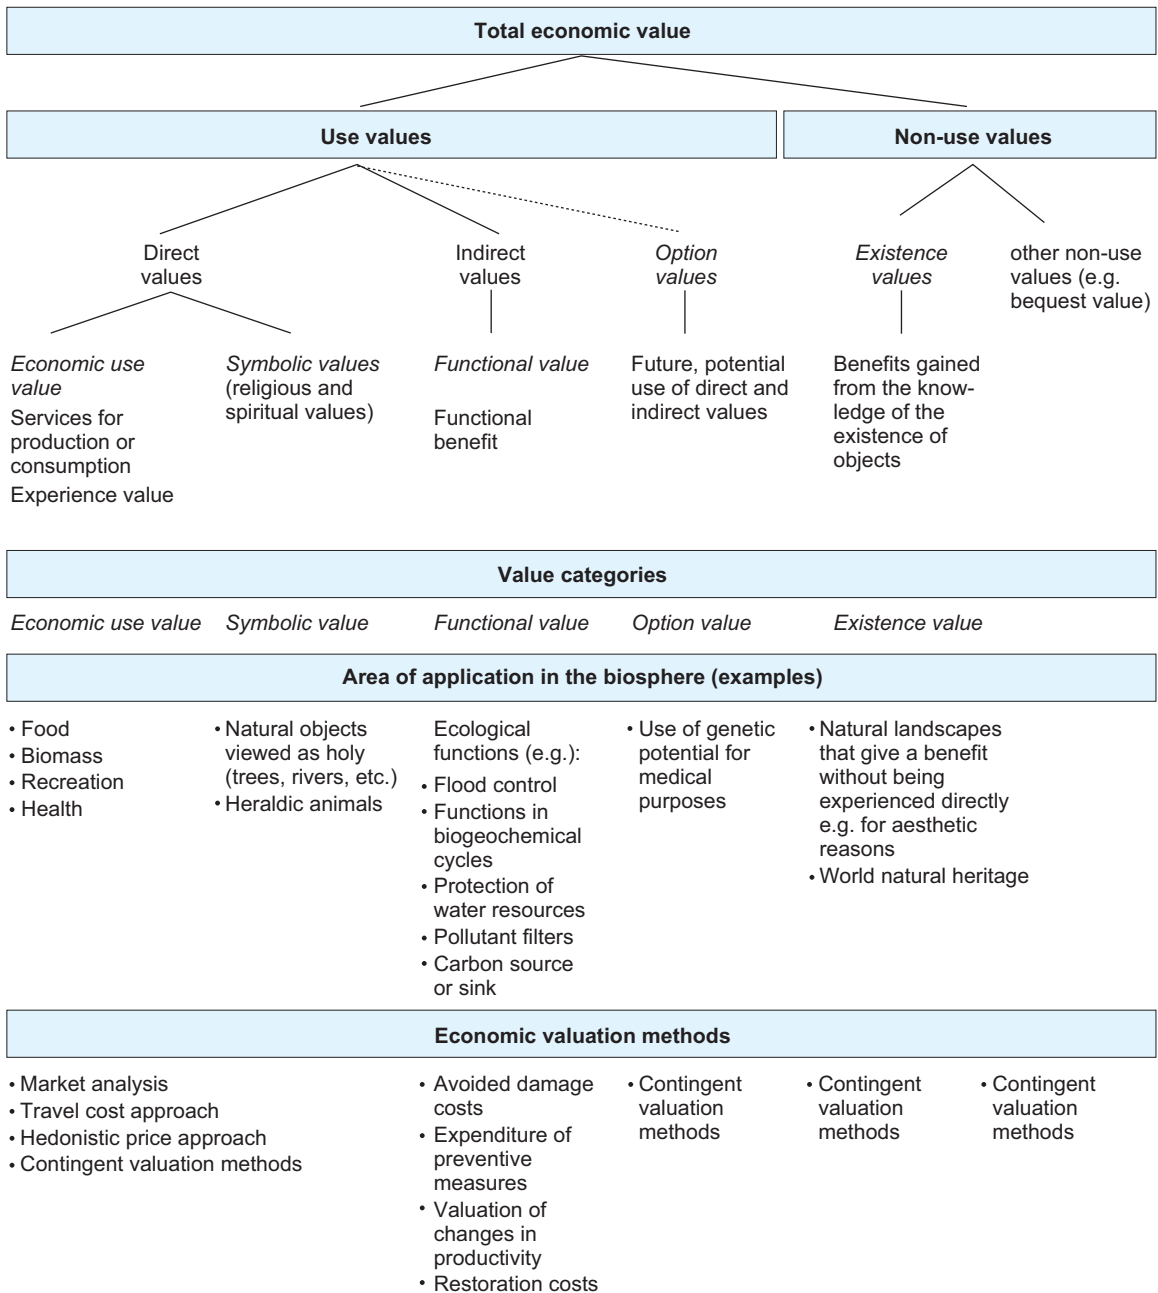 Total economic value
Use values
Non-use values
Direct
values
Indirect
values
Option
values
Existence
values
other non-use
values (e.g.
bequest value)
Economic use
value
Services for
production or
consumption
Experience value
Symbolic values
(religious and
spiritual values)
Functional value
Functional
benefit
Future, potential
use of direct and
indirect values
Benefits gained
from the know-
ledge of the
existence of
objects
Value categories
Economic use value
Symbolic value
Functional value
Option value
Existence value
Area of application in the biosphere (examples)
• Food
• Biomass
• Recreation
• Health
• Natural objects
viewed as holy
(trees, rivers, etc.)
• Heraldic animals
Ecological
functions (e.g.):
• Flood control
• Functions in
biogeochemical
cycles
• Protection of
water resources
• Pollutant filters
• Carbon source
or sink
• Use of genetic
potential for
medical
purposes
• Natural landscapes
that give a benefit
without being
experienced directly
e.g. for aesthetic
reasons
• World natural heritage
Economic valuation methods
• Market analysis
• Travel cost approach
• Hedonistic price approach
• Contingent valuation methods
• Avoided damage
costs
• Expenditure of
preventive
measures
• Valuation of
changes in
productivity
• Restoration costs
• Contingent
valuation
methods
• Contingent
valuation
methods
• Contingent
valuation
methods